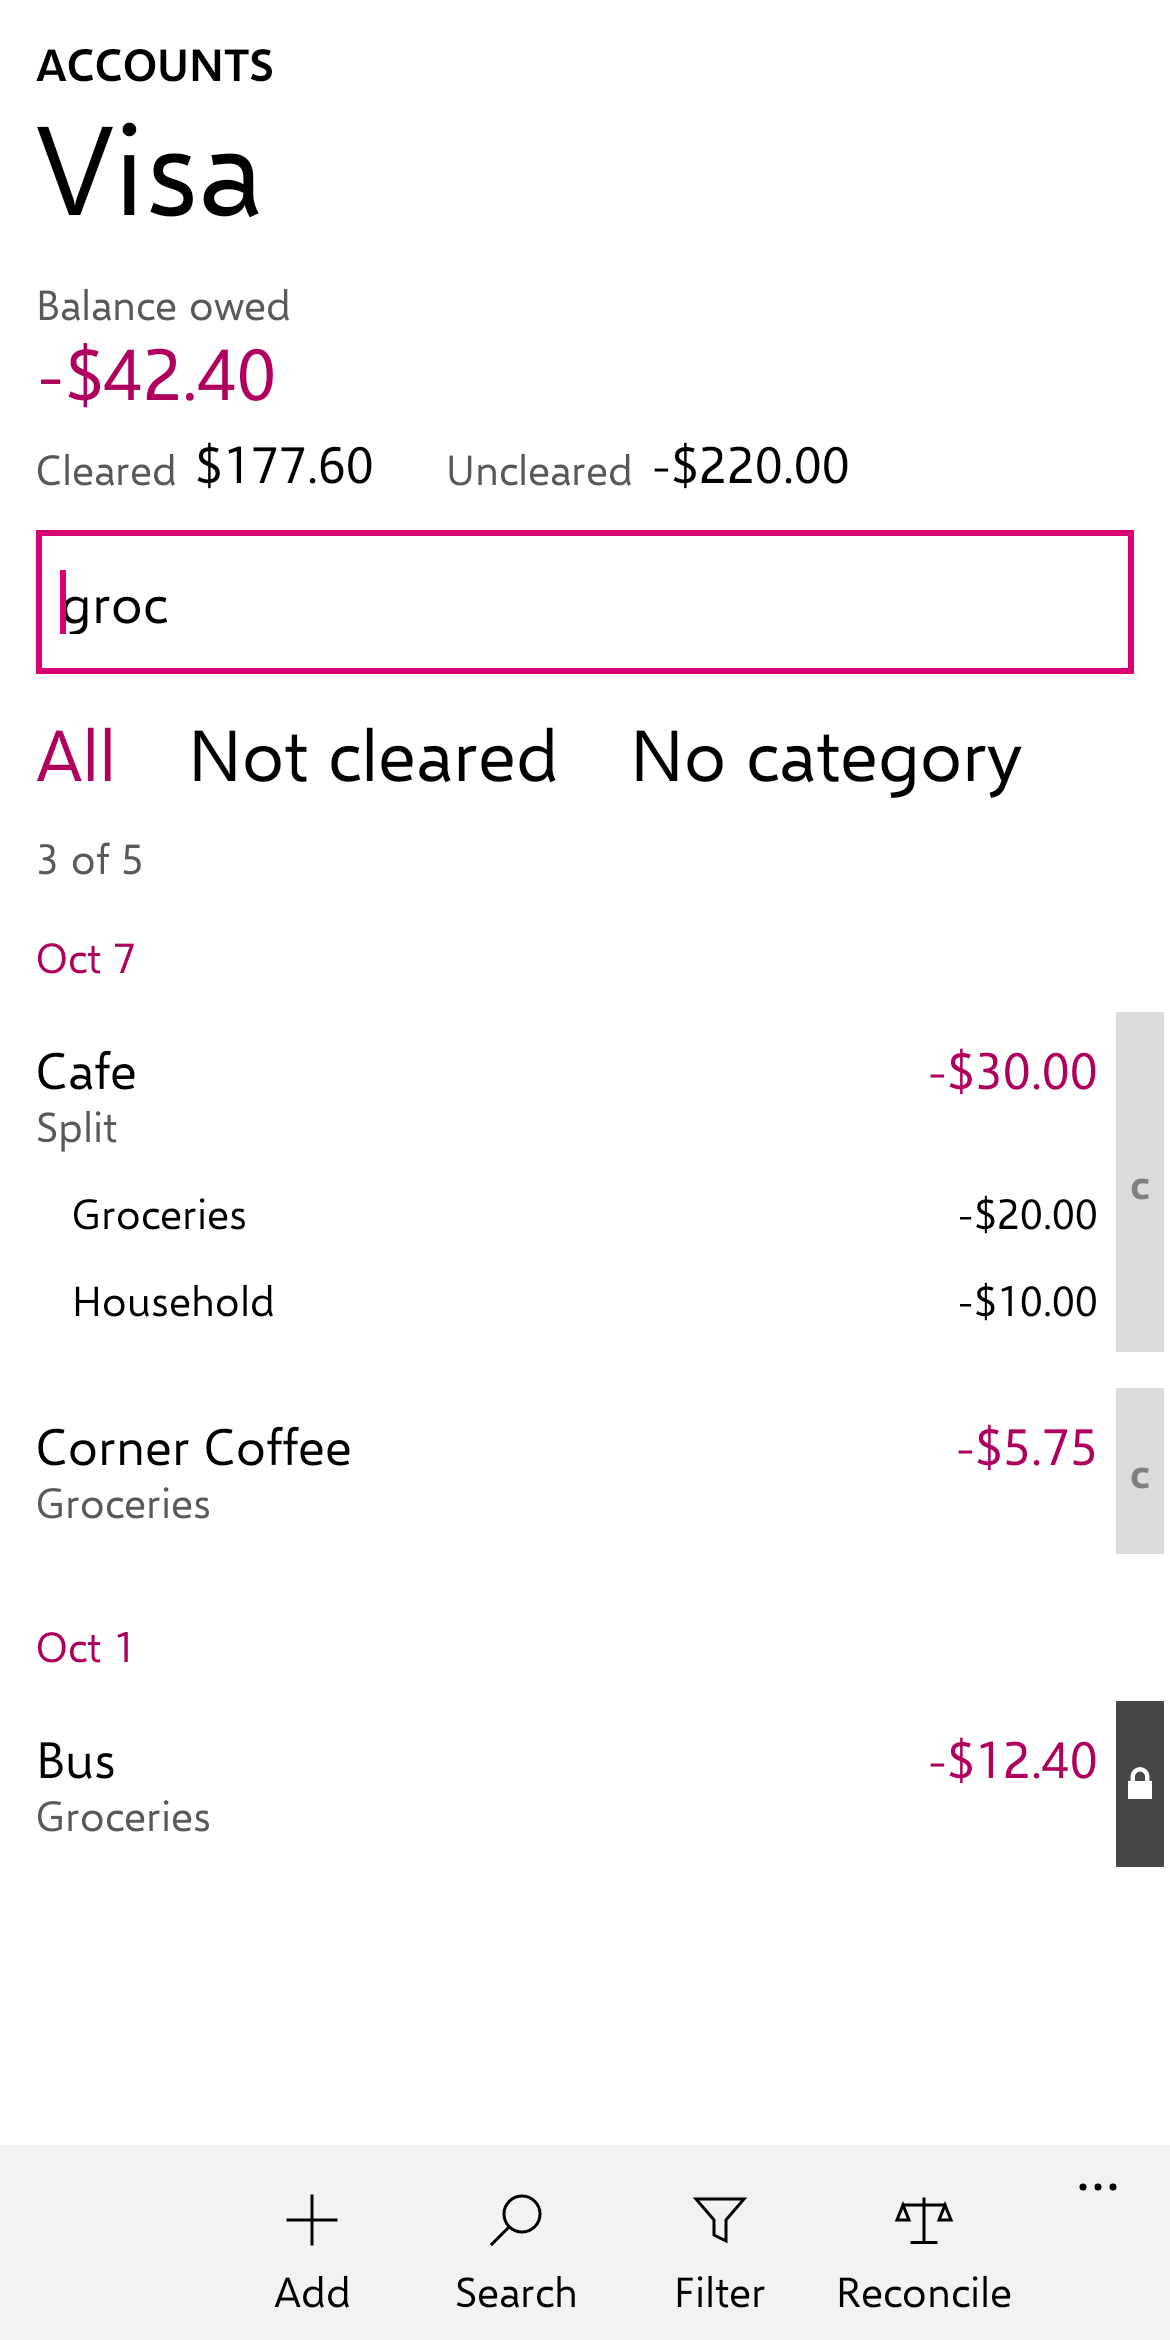 ACCOUNTS
Visa
Balance owed
-$42.40
Cleared $177.60 Uncleared -$220.00
groc
All Not cleared No category
3 of 5
Oct 7
Cafe -$30.00
Split
c
Groceries -$20.00
Household -$10.00
Corner Coffee -$5.75
c
Groceries
Oct 1
Bus -$12.40
Groceries
Add Search Filter Reconcile